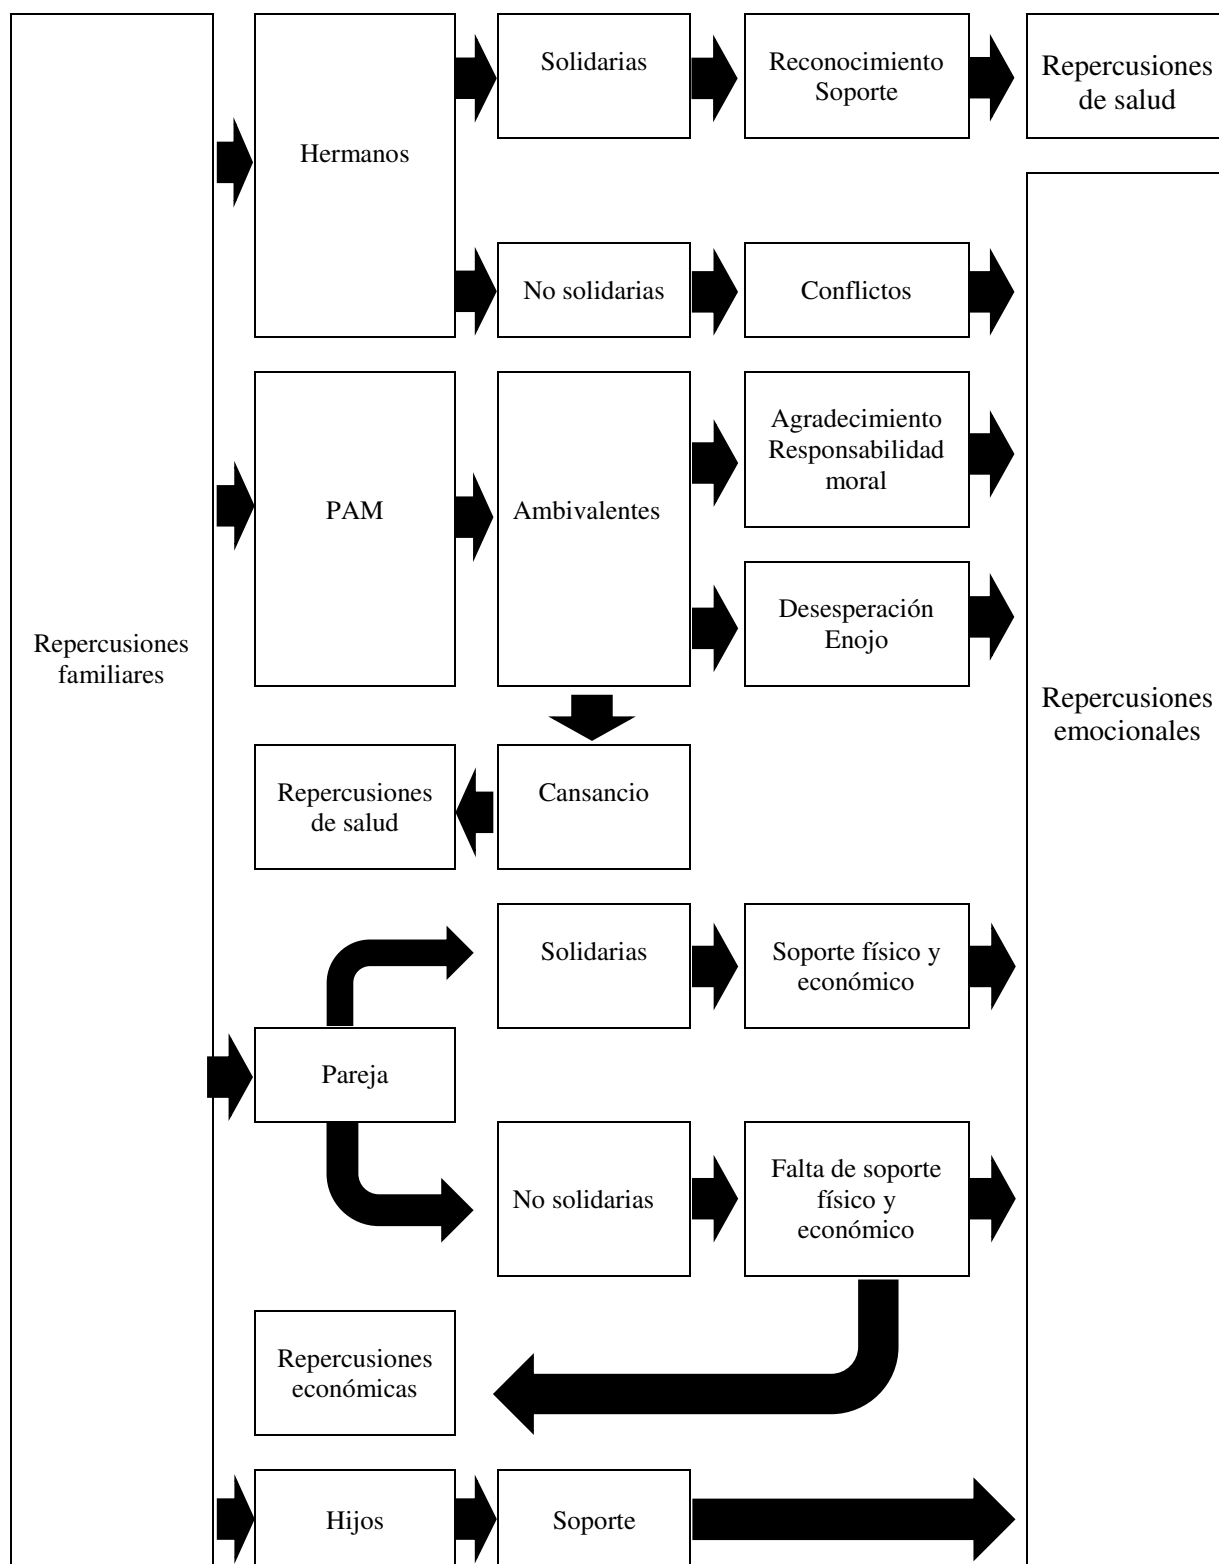 Solidarias
Reconocimiento
Soporte
Repercusiones
de salud
Hermanos
No solidarias
Conflictos
PAM
Ambivalentes
Agradecimiento
Responsabilidad
moral
Desesperación
Enojo
Repercusiones
familiares
Repercusiones
emocionales
Repercusiones
de salud
Cansancio
Solidarias
Soporte físico y
económico
Pareja
No solidarias
Falta de soporte
físico y
económico
Repercusiones
económicas
Hijos
Soporte